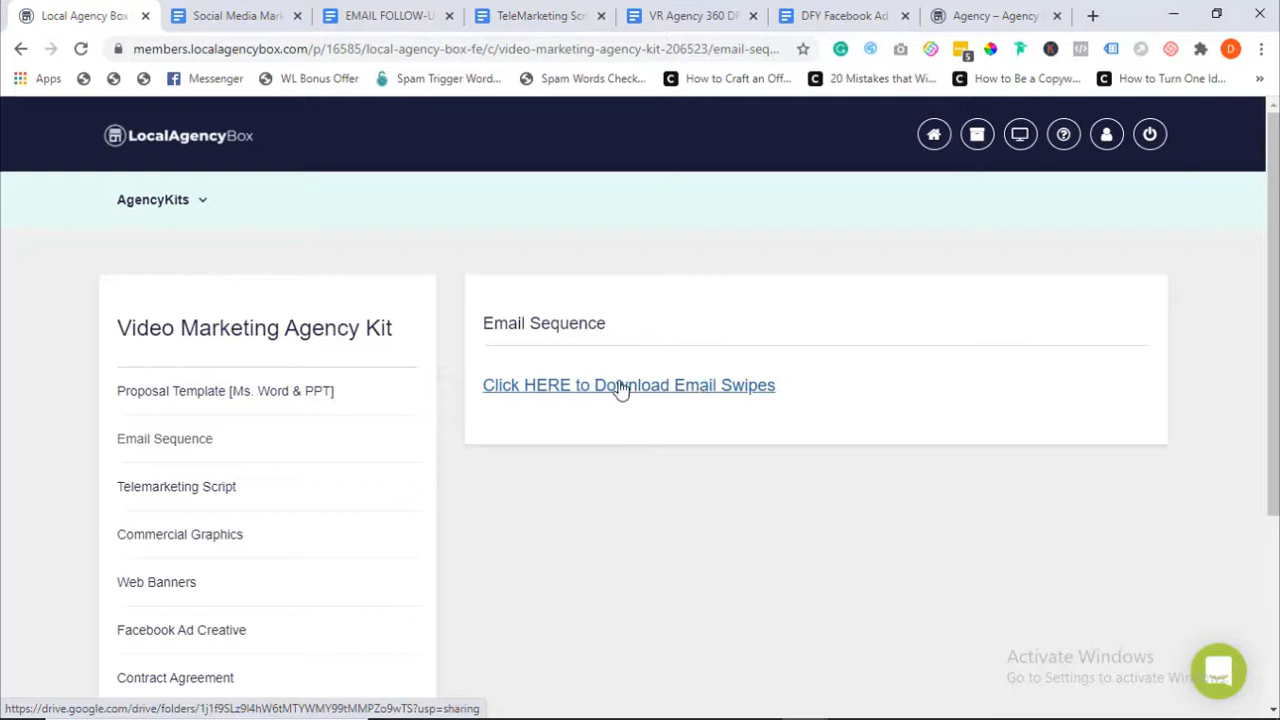 Local Agency Box
Social Media Mar
EMAIL FOLLOW-U
TeleMarketing Scr
VR Agency 360 DF
DFY Facebook Ad
Agency – Agency
members.localagencybox.com/p/16585/local-agency-box-fe/c/video-marketing-agency-kit-206523/email-seq...
5
D
Apps
Messenger
WL Bonus Offer
Spam Trigger Word...
Spam Words Check...
How to Craft an Off...
20 Mistakes that Wi...
How to Be a Copyw...
How to Turn One Id...
»
LocalAgencyBox
AgencyKits
Video Marketing Agency Kit
Proposal Template [Ms. Word & PPT]
Email Sequence
Telemarketing Script
Commercial Graphics
Web Banners
Facebook Ad Creative
Contract Agreement
Email Sequence
Click HERE to Download Email Swipes
Activate Windows
Go to Settings to activate Windows.
https://drive.google.com/drive/folders/1j1f9SLz9l4hW6tMTYWMY99tMMPZo9wTS?usp=sharing